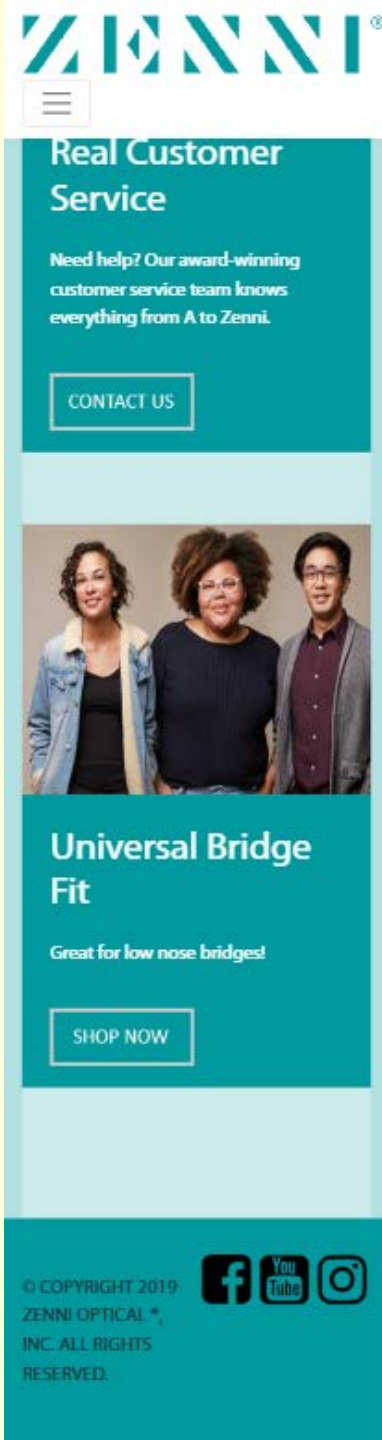 ZENNI®
Real Customer
Service
Need help? Our award-winning
customer service team knows
everything from A to Zenni.
CONTACT US
Universal Bridge
Fit
Great for low nose bridges!
SHOP NOW
You
Tube
© COPYRIGHT 2019
ZENNI OPTICAL ®,
INC. ALL RIGHTS
RESERVED.